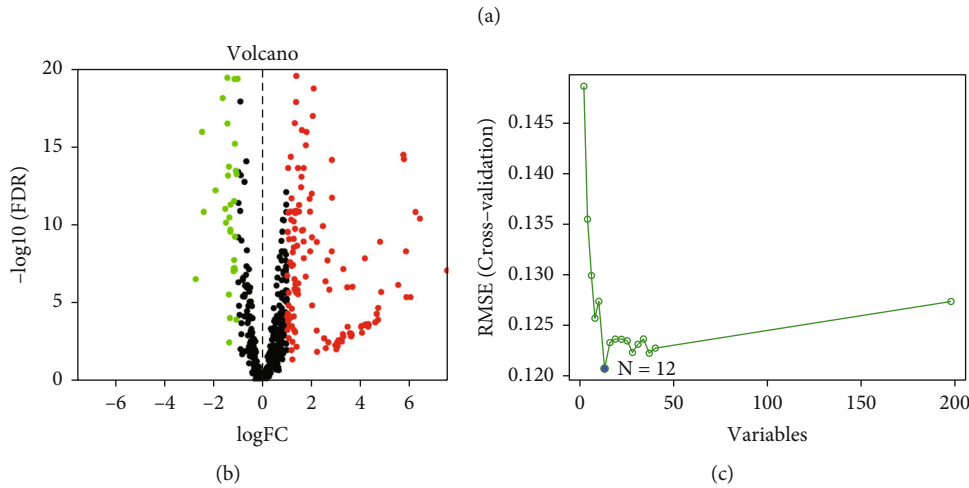 (a)
Volcano
20
15
10
5
0
−log10 (FDR)
−6 −4 −2 0 2 4 6
logFC
(b)
0.145
0.140
0.135
0.130
0.125
0.120
RMSE (Cross−validation)
N = 12
0 50 100 150 200
Variables
(c)